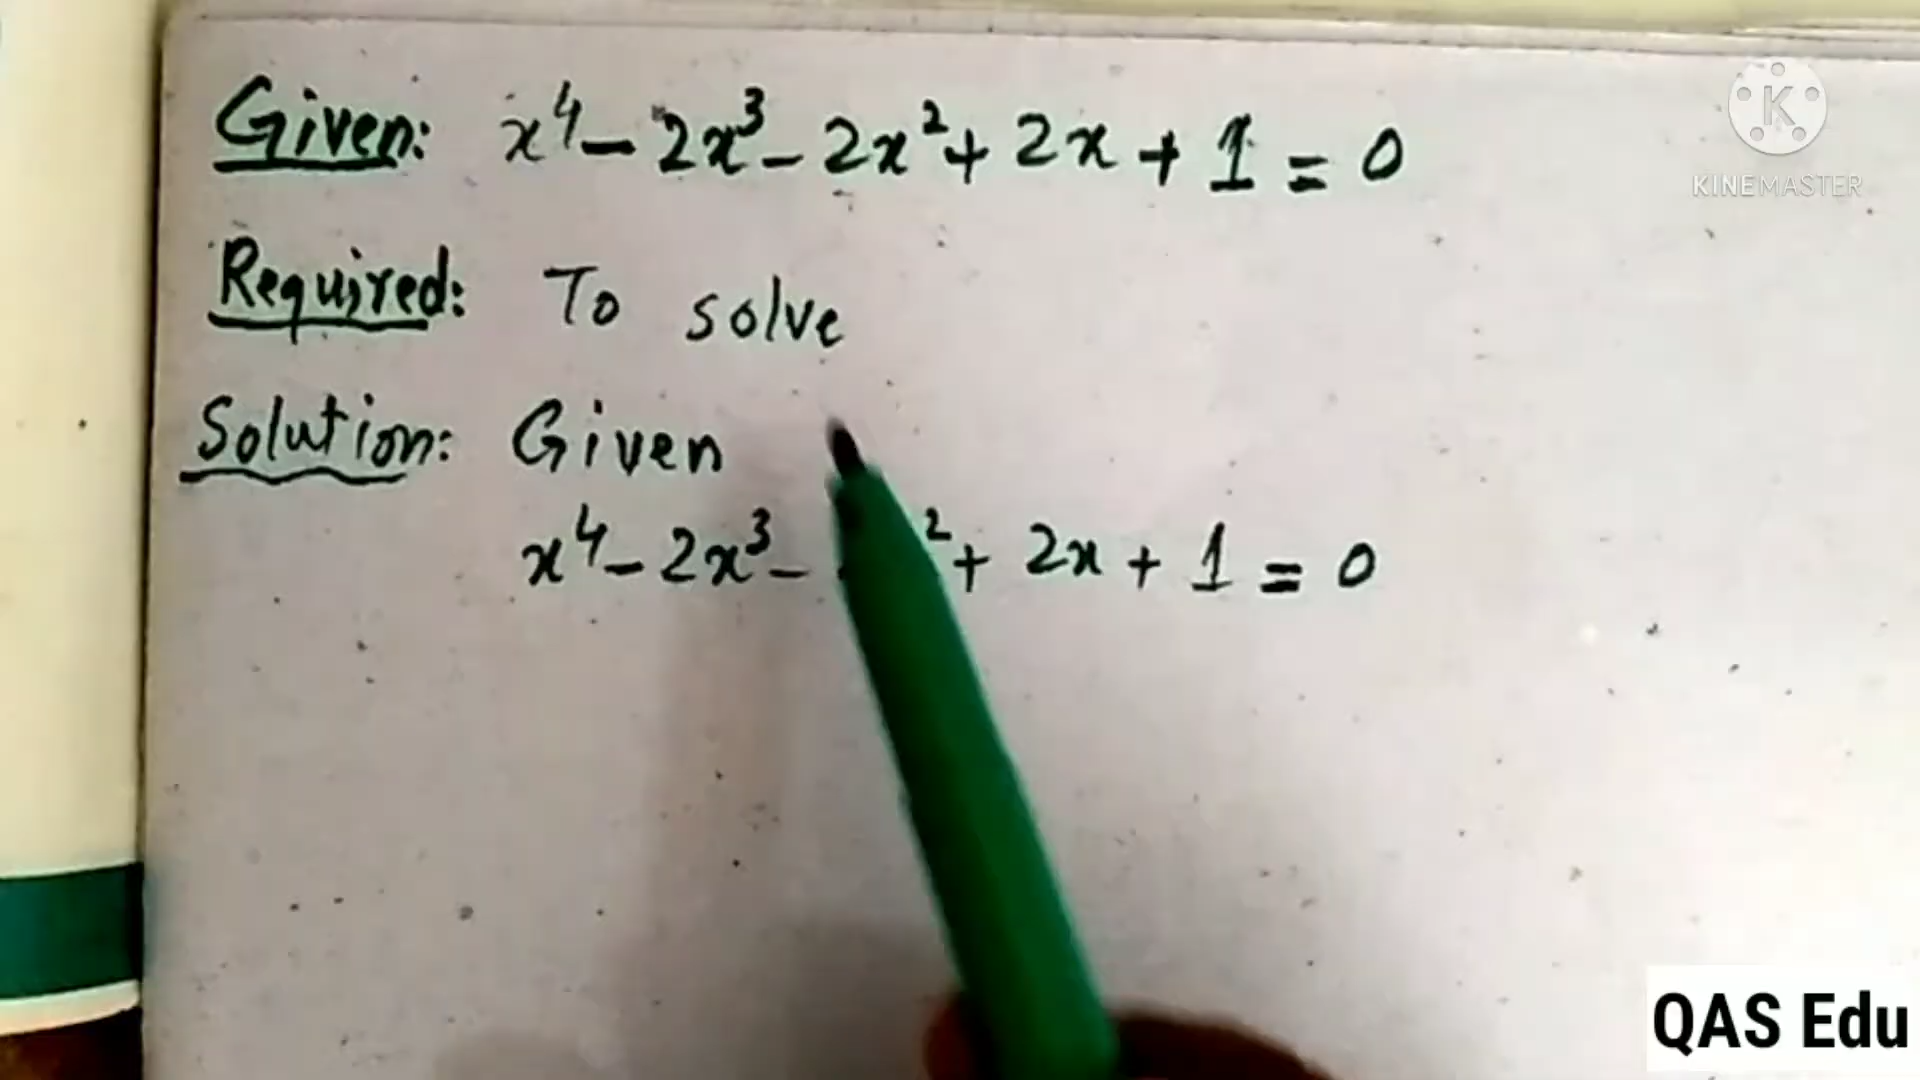 Given: x⁴ - 2x³ - 2x² + 2x + 1 = 0
KINEMASTER
Required: To solve
Solution: Given
x⁴ - 2x³ - ² + 2x + 1 = 0
QAS Edu